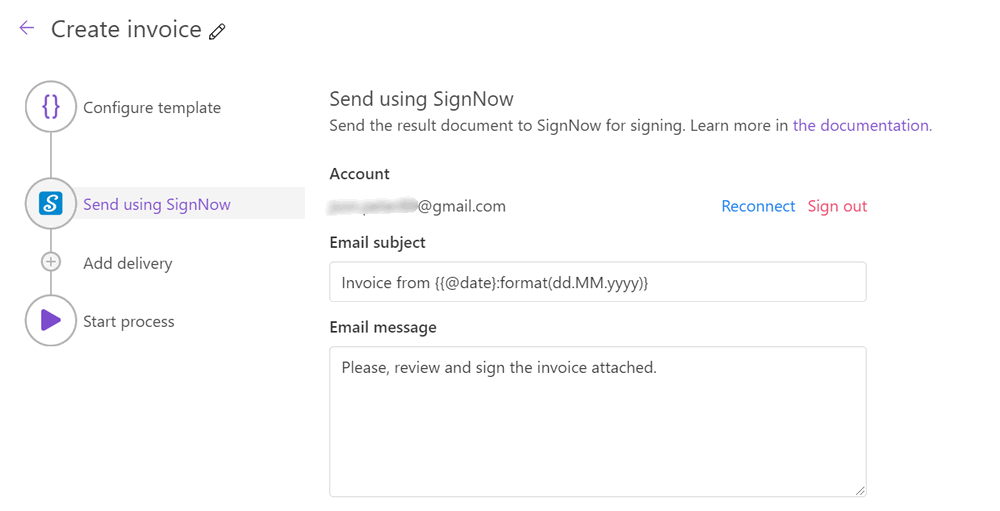 Create invoice
Configure template
Send using SignNow
Add delivery
Start process
Send using SignNow
Send the result document to SignNow for signing. Learn more in the documentation.
Account
@gmail.com
Reconnect Sign out
Email subject
Invoice from {{@date}:format(dd.MM.yyyy)}
Email message
Please, review and sign the invoice attached.